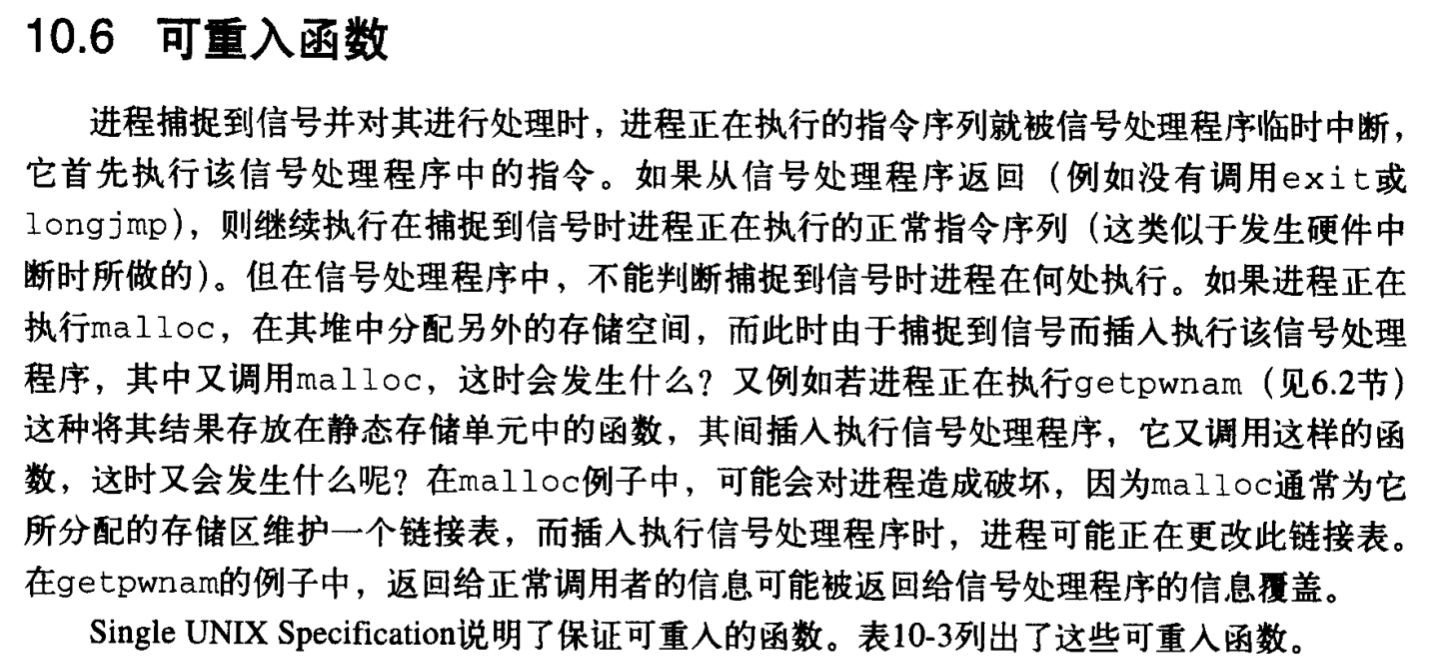 10.6 可重入函数
进程捕捉到信号并对其进行处理时，进程正在执行的指令序列就被信号处理程序临时中断，
它首先执行该信号处理程序中的指令。如果从信号处理程序返回（例如没有调用exit或
longjmp），则继续执行在捕捉到信号时进程正在执行的正常指令序列（这类似于发生硬件中
断时所做的）。但在信号处理程序中，不能判断捕捉到信号时进程在何处执行。如果进程正在
执行malloc，在其堆中分配另外的存储空间，而此时由于捕捉到信号而插入执行该信号处理
程序，其中又调用malloc，这时会发生什么？又例如若进程正在执行getpwnam（见6.2节）
这种将其结果存放在静态存储单元中的函数，其间插入执行信号处理程序，它又调用这样的函
数，这时又会发生什么呢？在malloc例子中，可能会对进程造成破坏，因为malloc通常为它
所分配的存储区维护一个链接表，而插入执行信号处理程序时，进程可能正在更改此链接表。
在getpwnam的例子中，返回给正常调用者的信息可能被返回给信号处理程序的信息覆盖。
Single UNIX Specification说明了保证可重入的函数。表10-3列出了这些可重入函数。